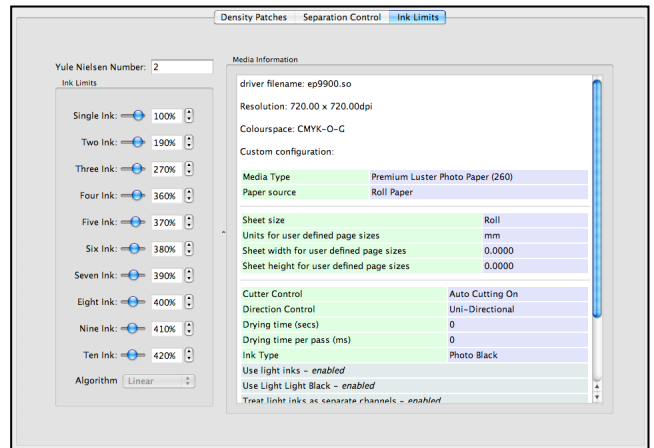 Density Patches Separation Control Ink Limits
Yule Nielsen Number: 2
Ink Limits
Single Ink: 100%
Two Ink: 190%
Three Ink: 270%
Four Ink: 360%
Five Ink: 370%
Six Ink: 380%
Seven Ink: 390%
Eight Ink: 400%
Nine Ink: 410%
Ten Ink: 420%
Algorithm Linear
Media Information
driver filename: ep9900.so
Resolution: 720.00 x 720.00dpi
Colourspace: CMYK-O-G
Custom configuration:
Media Type Premium Luster Photo Paper (260)
Paper source Roll Paper
Sheet size Roll
Units for user defined page sizes mm
Sheet width for user defined page sizes 0.0000
Sheet height for user defined page sizes 0.0000
Cutter Control Auto Cutting On
Direction Control Uni-Directional
Drying time (secs) 0
Drying time per pass (ms) 0
Ink Type Photo Black
Use light inks – enabled
Use Light Light Black – enabled
Treat light inks as separate channels – enabled